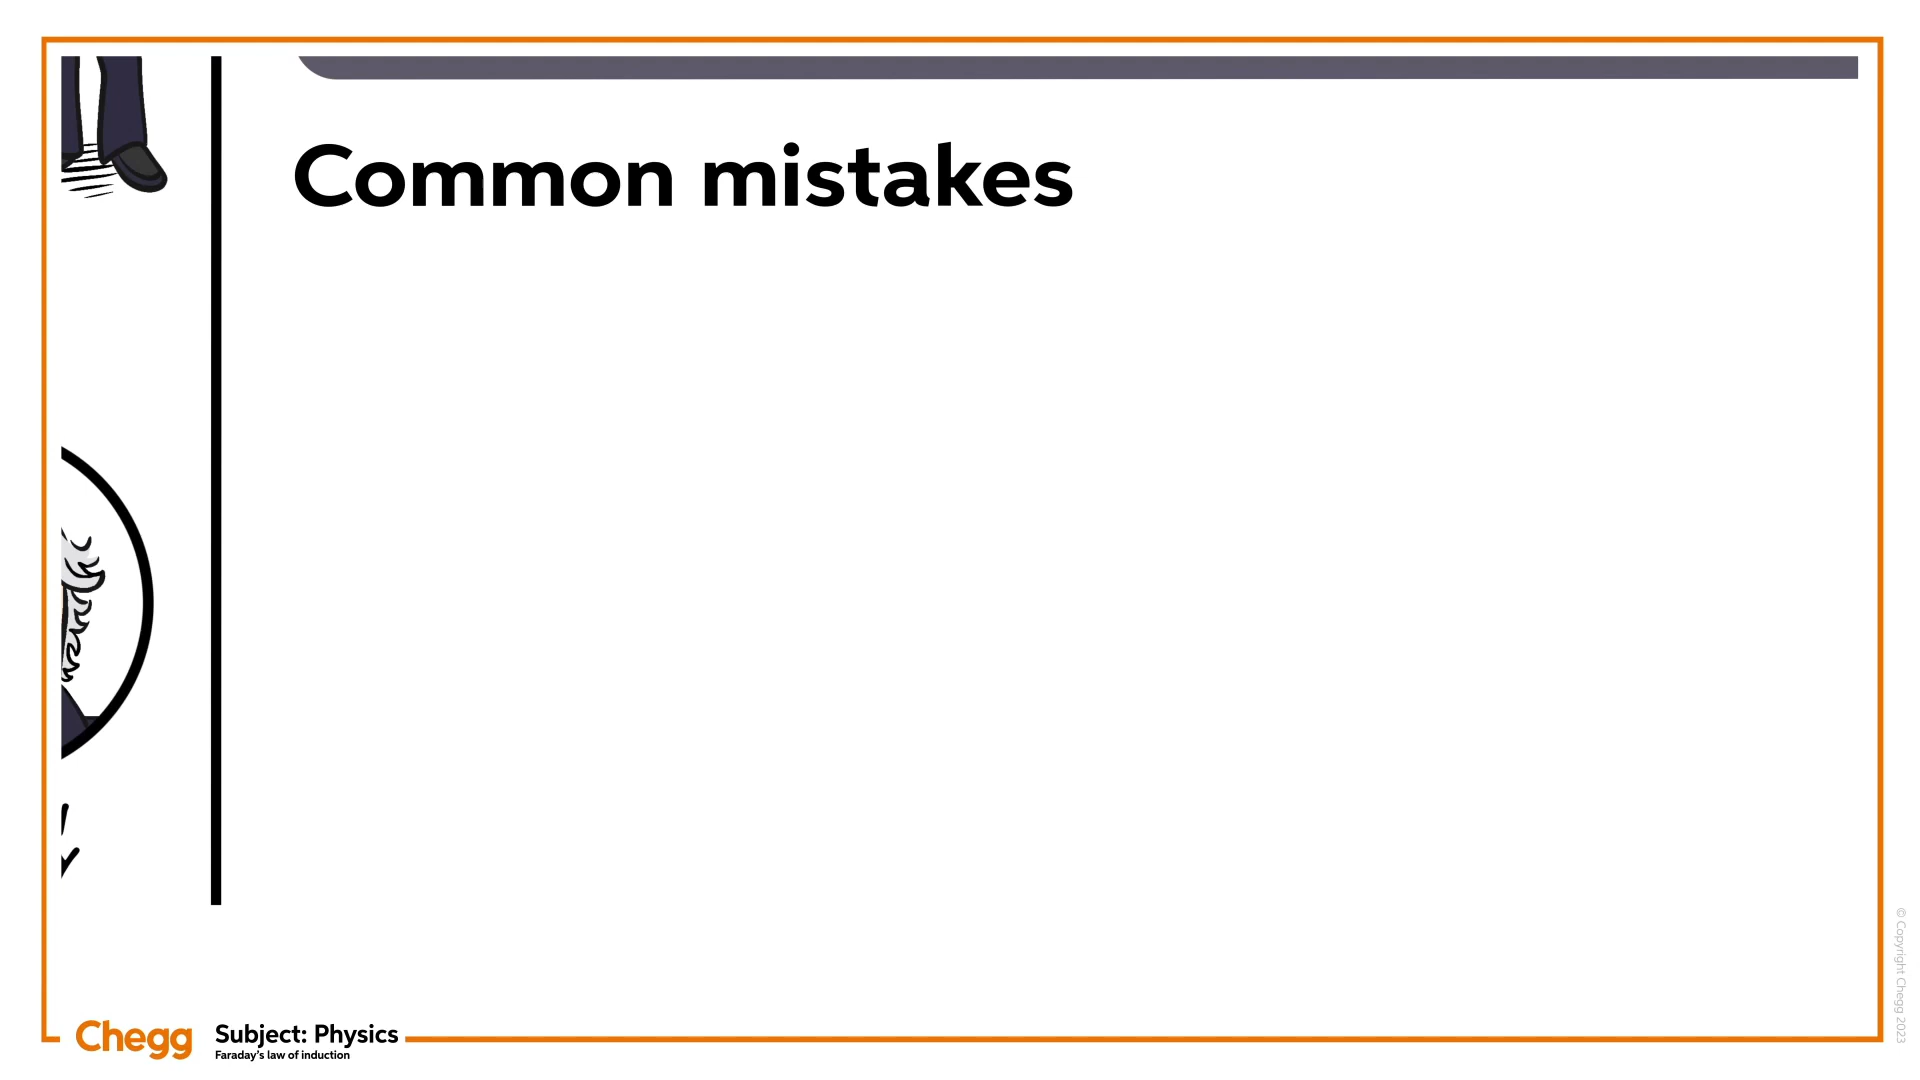 Common mistakes
Chegg
Subject: Physics
Faraday's law of induction
© Copyright Chegg 2023